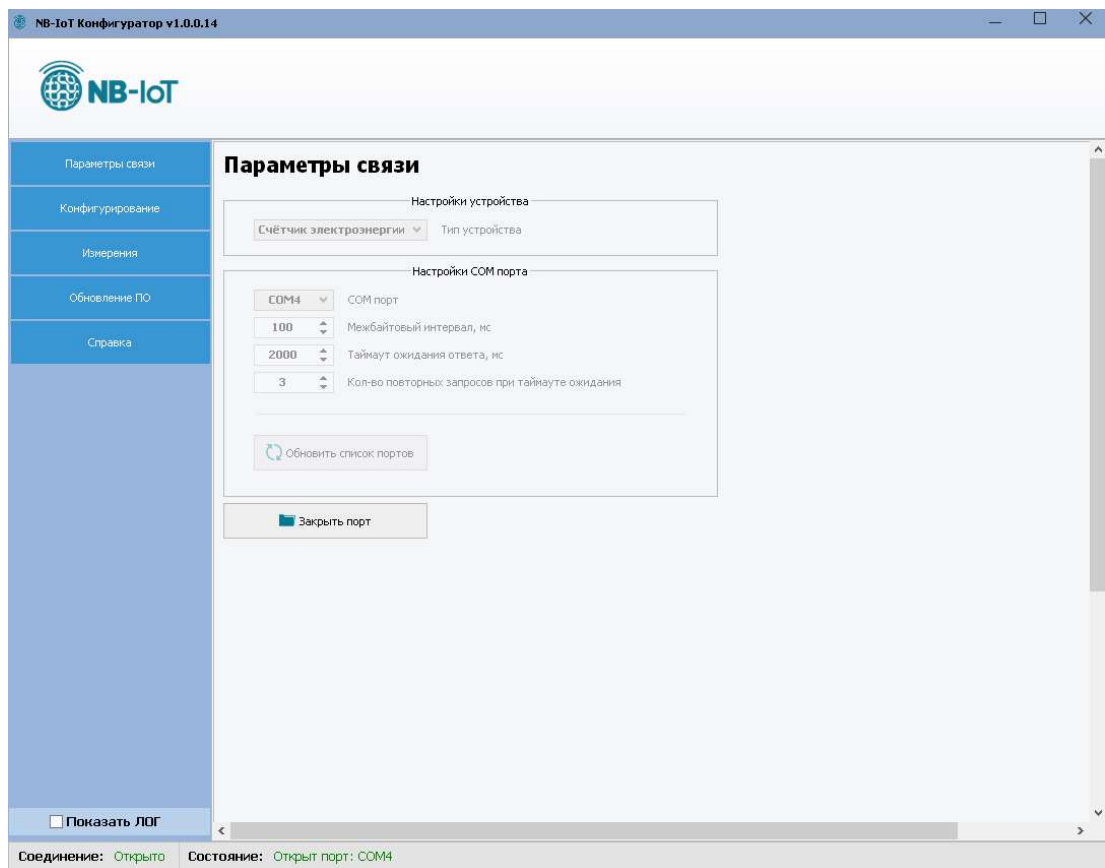 NB-IoT Конфигуратор v1.0.0.14
NB-IoT
Параметры связи
Конфигурирование
Измерения
Обновление ПО
Справка
Параметры связи
Настройки устройства
Счётчик электроэнергии Тип устройства
Настройки COM порта
COM4 COM порт
100 Межбайтовый интервал, мс
2000 Таймаут ожидания ответа, мс
3 Кол-во повторных запросов при таймауте ожидания
Обновить список портов
Закрыть порт
Показать ЛОГ
Соединение: Открыто Состояние: Открыт порт: COM4